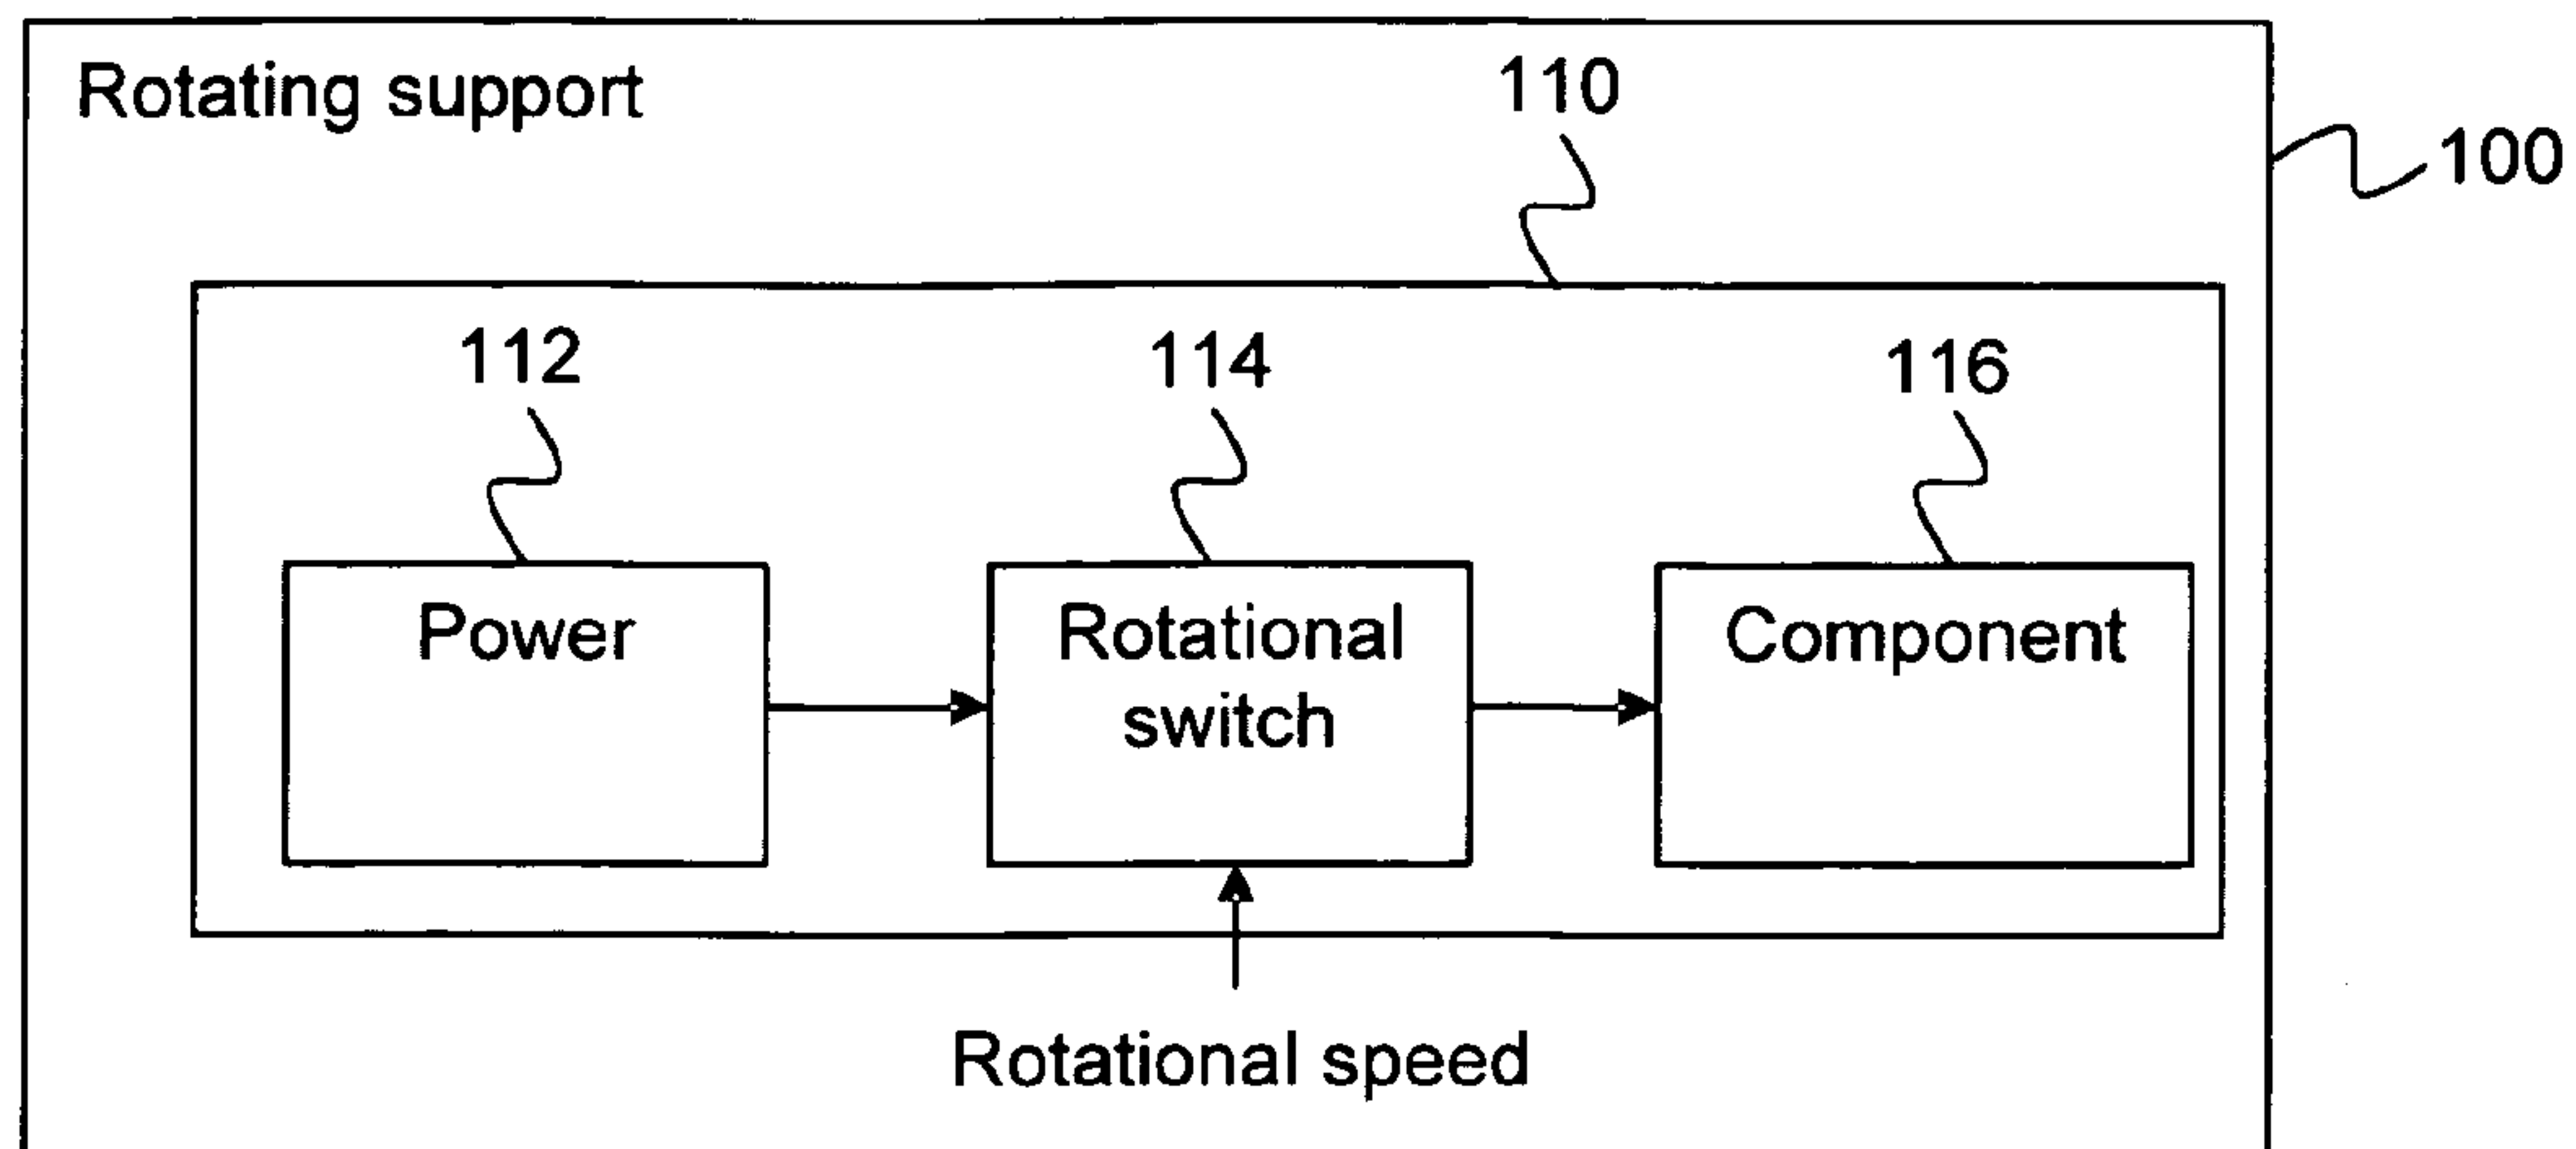 Rotating support
110
100
112
114
116
Power
Rotational
switch
Component
Rotational speed